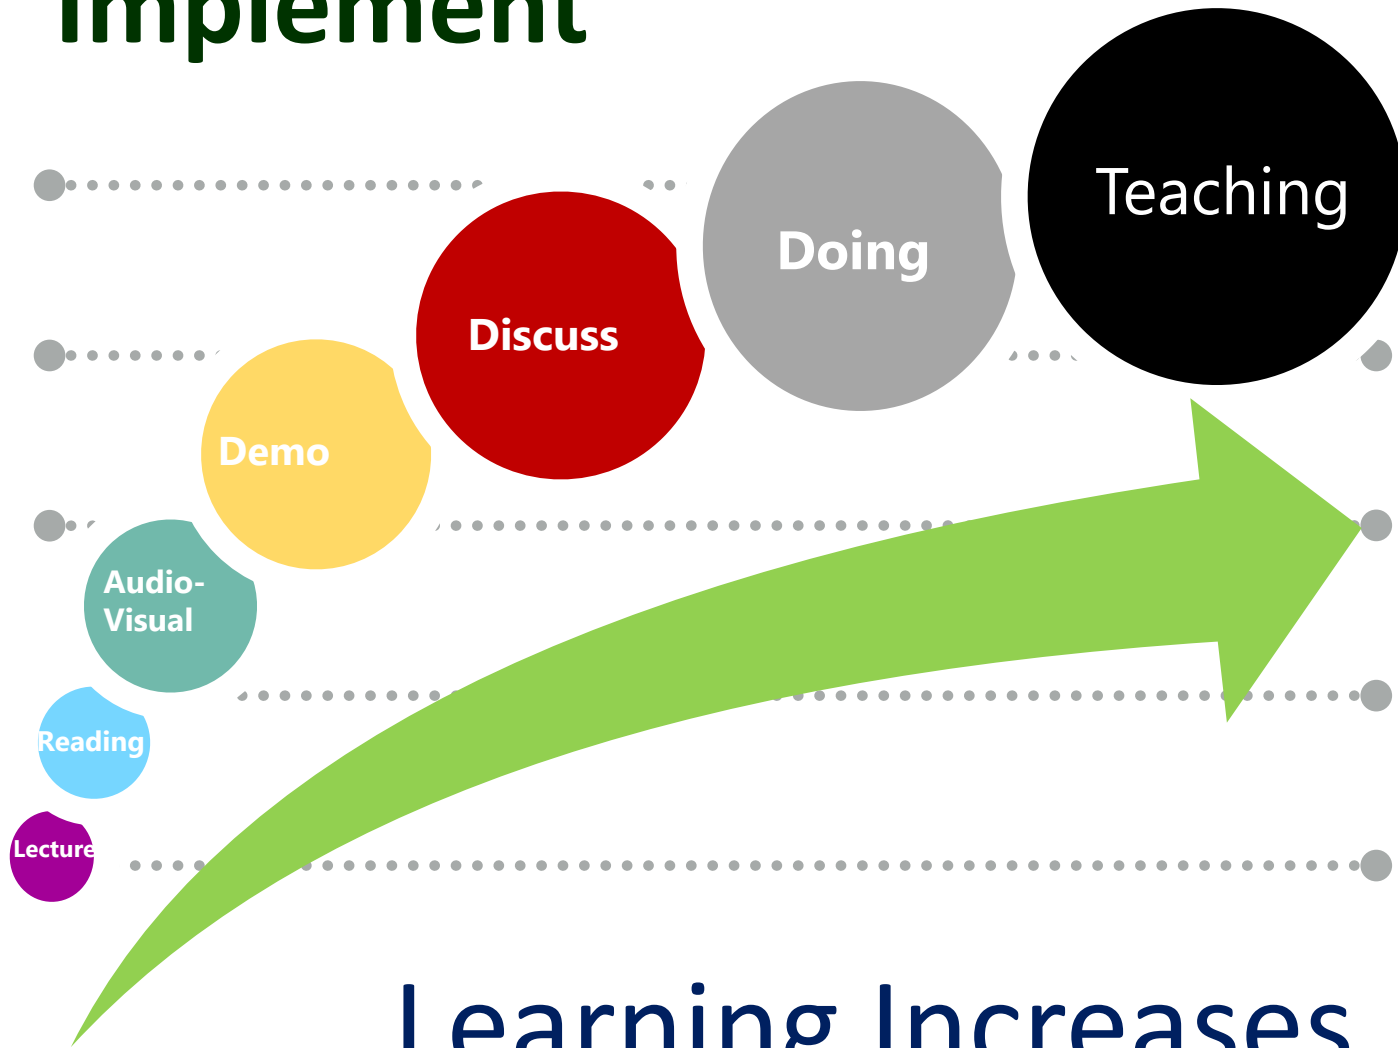 Implement
Teaching
Doing
Discuss
Demo
Audio-
Visual
Reading
Lecture
Learning Increases